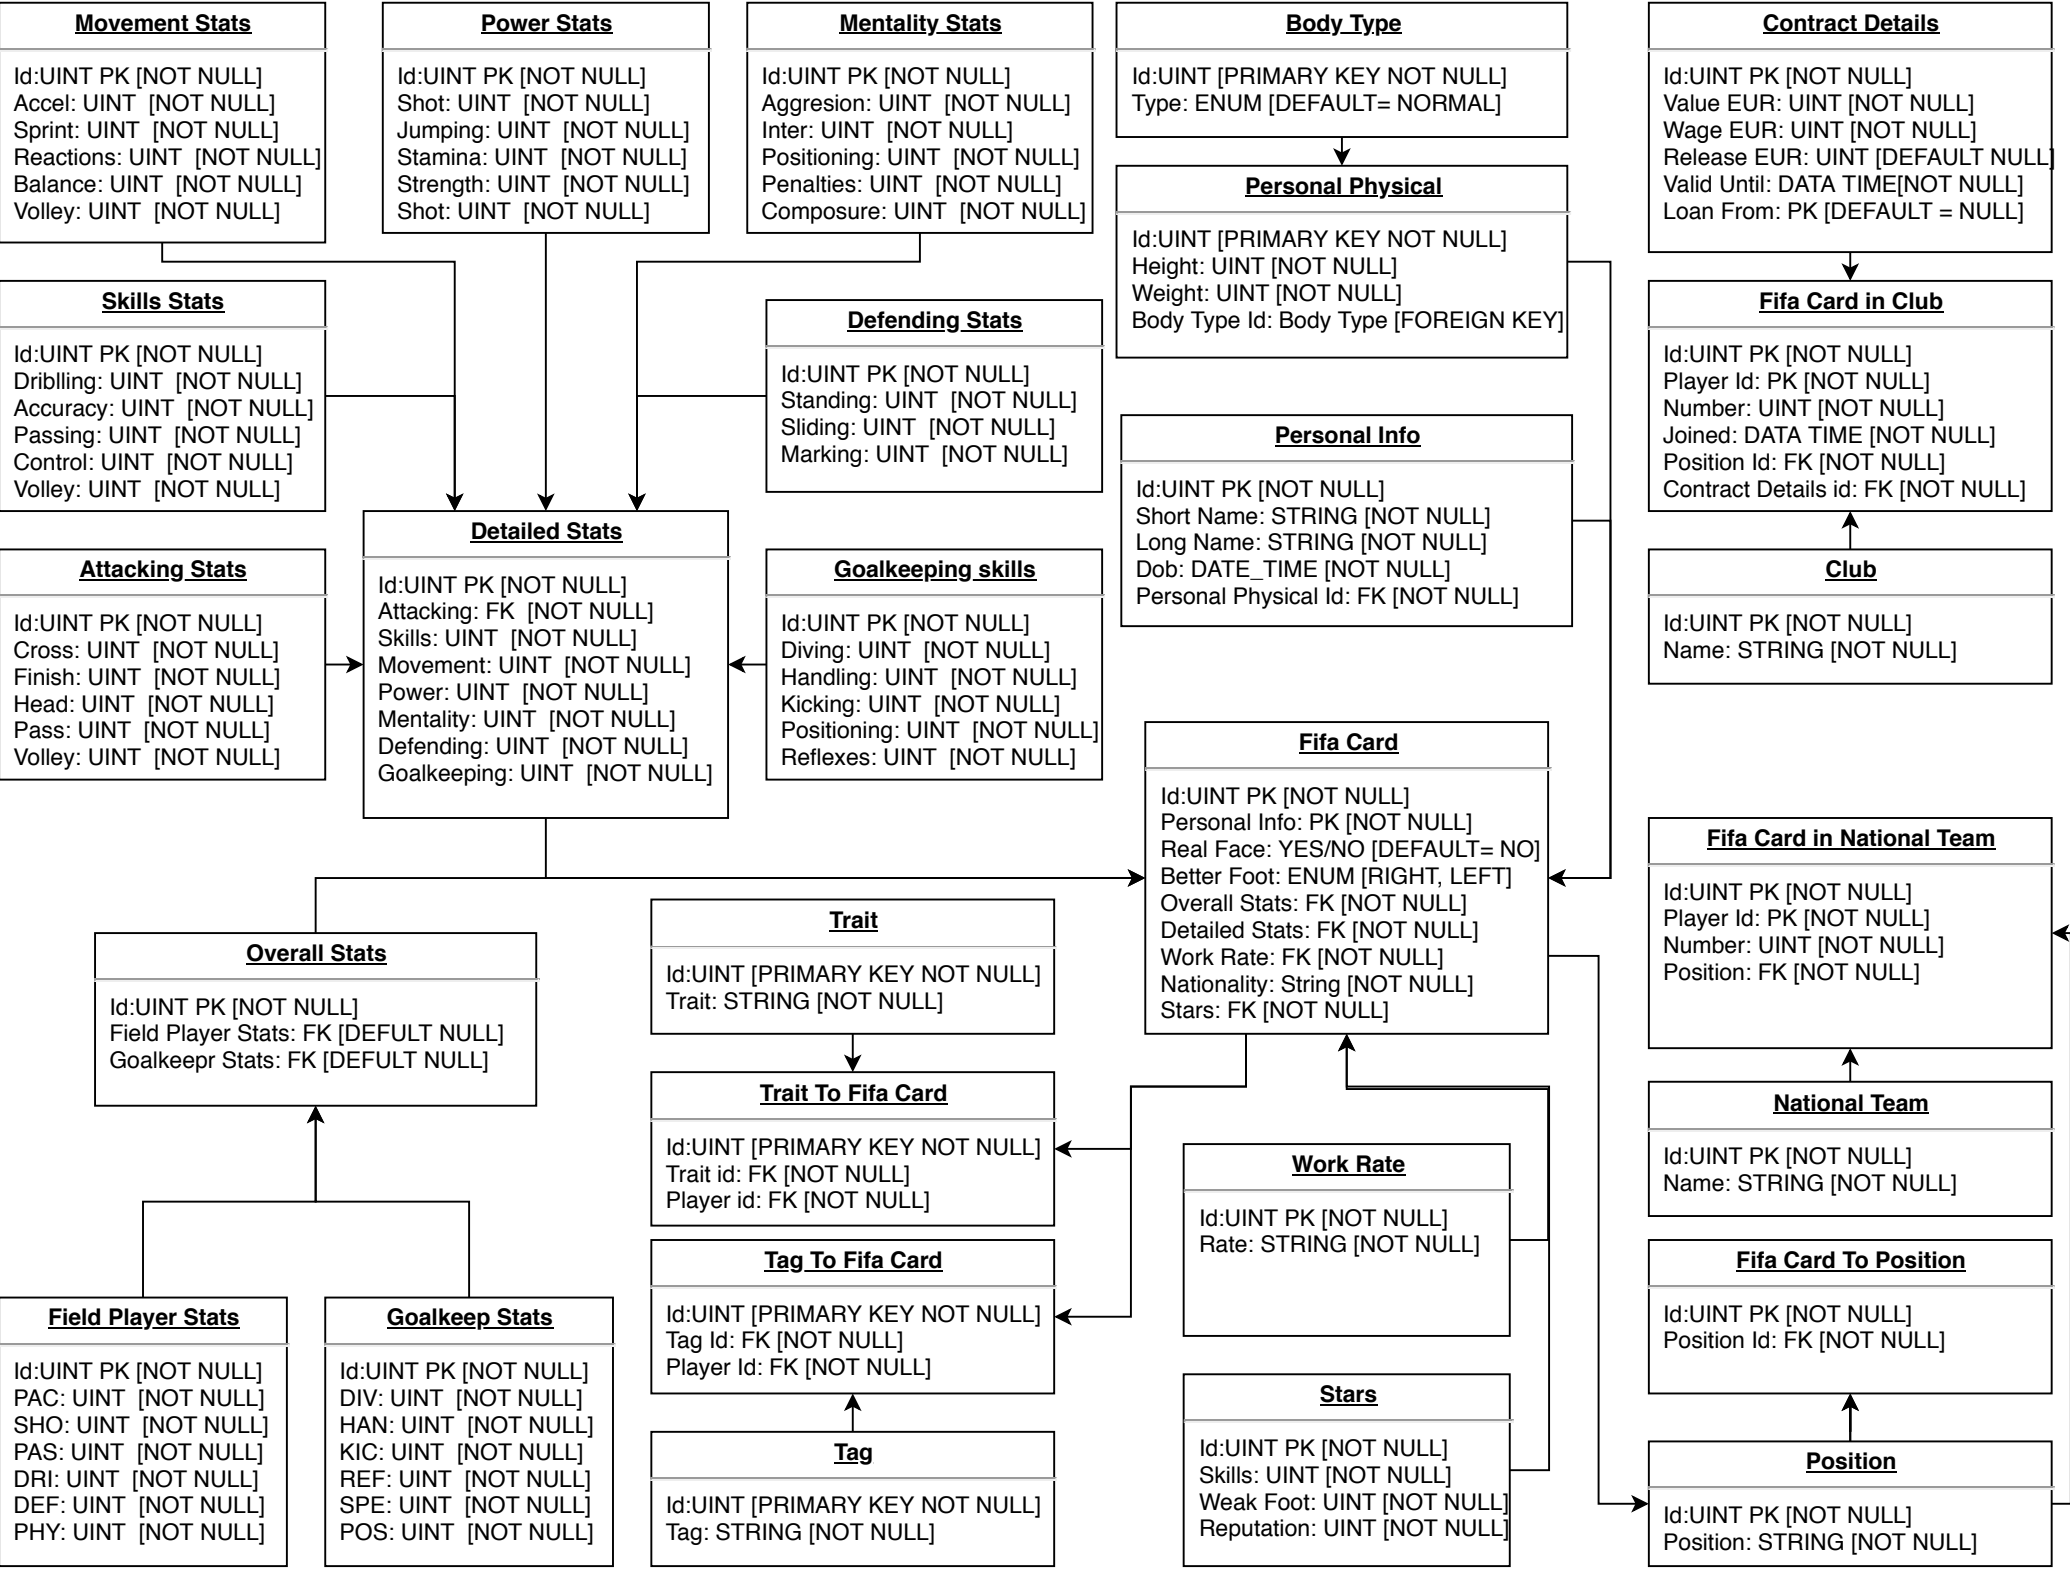 Movement Stats
Id:UINT PK [NOT NULL]
Accel: UINT  [NOT NULL]
Sprint: UINT  [NOT NULL]
Reactions: UINT  [NOT NULL]
Balance: UINT  [NOT NULL]
Volley: UINT  [NOT NULL]
Power Stats
Id:UINT PK [NOT NULL]
Shot: UINT  [NOT NULL]
Jumping: UINT  [NOT NULL]
Stamina: UINT  [NOT NULL]
Strength: UINT  [NOT NULL]
Shot: UINT  [NOT NULL]
Mentality Stats
Id:UINT PK [NOT NULL]
Aggresion: UINT  [NOT NULL]
Inter: UINT  [NOT NULL]
Positioning: UINT  [NOT NULL]
Penalties: UINT  [NOT NULL]
Composure: UINT  [NOT NULL]
Body Type
Id:UINT [PRIMARY KEY NOT NULL]
Type: ENUM [DEFAULT= NORMAL]
Contract Details
Id:UINT PK [NOT NULL]
Value EUR: UINT [NOT NULL]
Wage EUR: UINT [NOT NULL]
Release EUR: UINT [DEFAULT NULL]
Valid Until: DATA TIME[NOT NULL]
Loan From: PK [DEFAULT = NULL]
Personal Physical
Id:UINT [PRIMARY KEY NOT NULL]
Height: UINT [NOT NULL]
Weight: UINT [NOT NULL]
Body Type Id: Body Type [FOREIGN KEY]
Skills Stats
Id:UINT PK [NOT NULL]
Driblling: UINT  [NOT NULL]
Accuracy: UINT  [NOT NULL]
Passing: UINT  [NOT NULL]
Control: UINT  [NOT NULL]
Volley: UINT  [NOT NULL]
Defending Stats
Id:UINT PK [NOT NULL]
Standing: UINT  [NOT NULL]
Sliding: UINT  [NOT NULL]
Marking: UINT  [NOT NULL]
Fifa Card in Club
Id:UINT PK [NOT NULL]
Player Id: PK [NOT NULL]
Number: UINT [NOT NULL]
Joined: DATA TIME [NOT NULL]
Position Id: FK [NOT NULL]
Contract Details id: FK [NOT NULL]
Personal Info
Id:UINT PK [NOT NULL]
Short Name: STRING [NOT NULL]
Long Name: STRING [NOT NULL]
Dob: DATE_TIME [NOT NULL]
Personal Physical Id: FK [NOT NULL]
Detailed Stats
Id:UINT PK [NOT NULL]
Attacking: FK  [NOT NULL]
Skills: UINT  [NOT NULL]
Movement: UINT  [NOT NULL]
Power: UINT  [NOT NULL]
Mentality: UINT  [NOT NULL]
Defending: UINT  [NOT NULL]
Goalkeeping: UINT  [NOT NULL]
Attacking Stats
Id:UINT PK [NOT NULL]
Cross: UINT  [NOT NULL]
Finish: UINT  [NOT NULL]
Head: UINT  [NOT NULL]
Pass: UINT  [NOT NULL]
Volley: UINT  [NOT NULL]
Goalkeeping skills
Id:UINT PK [NOT NULL]
Diving: UINT  [NOT NULL]
Handling: UINT  [NOT NULL]
Kicking: UINT  [NOT NULL]
Positioning: UINT  [NOT NULL]
Reflexes: UINT  [NOT NULL]
Club
Id:UINT PK [NOT NULL]
Name: STRING [NOT NULL]
Fifa Card
Id:UINT PK [NOT NULL]
Personal Info: PK [NOT NULL]
Real Face: YES/NO [DEFAULT= NO]
Better Foot: ENUM [RIGHT, LEFT]
Overall Stats: FK [NOT NULL]
Detailed Stats: FK [NOT NULL]
Work Rate: FK [NOT NULL]
Nationality: String [NOT NULL]
Stars: FK [NOT NULL]
Fifa Card in National Team
Id:UINT PK [NOT NULL]
Player Id: PK [NOT NULL]
Number: UINT [NOT NULL]
Position: FK [NOT NULL]
Trait
Id:UINT [PRIMARY KEY NOT NULL]
Trait: STRING [NOT NULL]
Overall Stats
Id:UINT PK [NOT NULL]
Field Player Stats: FK [DEFULT NULL]
Goalkeepr Stats: FK [DEFULT NULL]
Trait To Fifa Card
Id:UINT [PRIMARY KEY NOT NULL]
Trait id: FK [NOT NULL]
Player id: FK [NOT NULL]
National Team
Id:UINT PK [NOT NULL]
Name: STRING [NOT NULL]
Work Rate
Id:UINT PK [NOT NULL]
Rate: STRING [NOT NULL]
Tag To Fifa Card
Id:UINT [PRIMARY KEY NOT NULL]
Tag Id: FK [NOT NULL]
Player Id: FK [NOT NULL]
Fifa Card To Position
Id:UINT PK [NOT NULL]
Position Id: FK [NOT NULL]
Field Player Stats
Id:UINT PK [NOT NULL]
PAC: UINT  [NOT NULL]
SHO: UINT  [NOT NULL]
PAS: UINT  [NOT NULL]
DRI: UINT  [NOT NULL]
DEF: UINT  [NOT NULL]
PHY: UINT  [NOT NULL]
Goalkeep Stats
Id:UINT PK [NOT NULL]
DIV: UINT  [NOT NULL]
HAN: UINT  [NOT NULL]
KIC: UINT  [NOT NULL]
REF: UINT  [NOT NULL]
SPE: UINT  [NOT NULL]
POS: UINT  [NOT NULL]
Tag
Id:UINT [PRIMARY KEY NOT NULL]
Tag: STRING [NOT NULL]
Stars
Id:UINT PK [NOT NULL]
Skills: UINT [NOT NULL]
Weak Foot: UINT [NOT NULL]
Reputation: UINT [NOT NULL]
Position
Id:UINT PK [NOT NULL]
Position: STRING [NOT NULL]